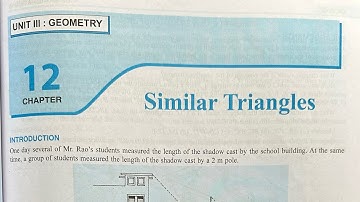 UNIT III : GEOMETRY
12
CHAPTER
Similar Triangles
INTRODUCTION
One day several of Mr. Rao's students measured the length of the shadow cast by the school building. At the same
time, a group of students measured the length of the shadow cast by a 2 m pole.